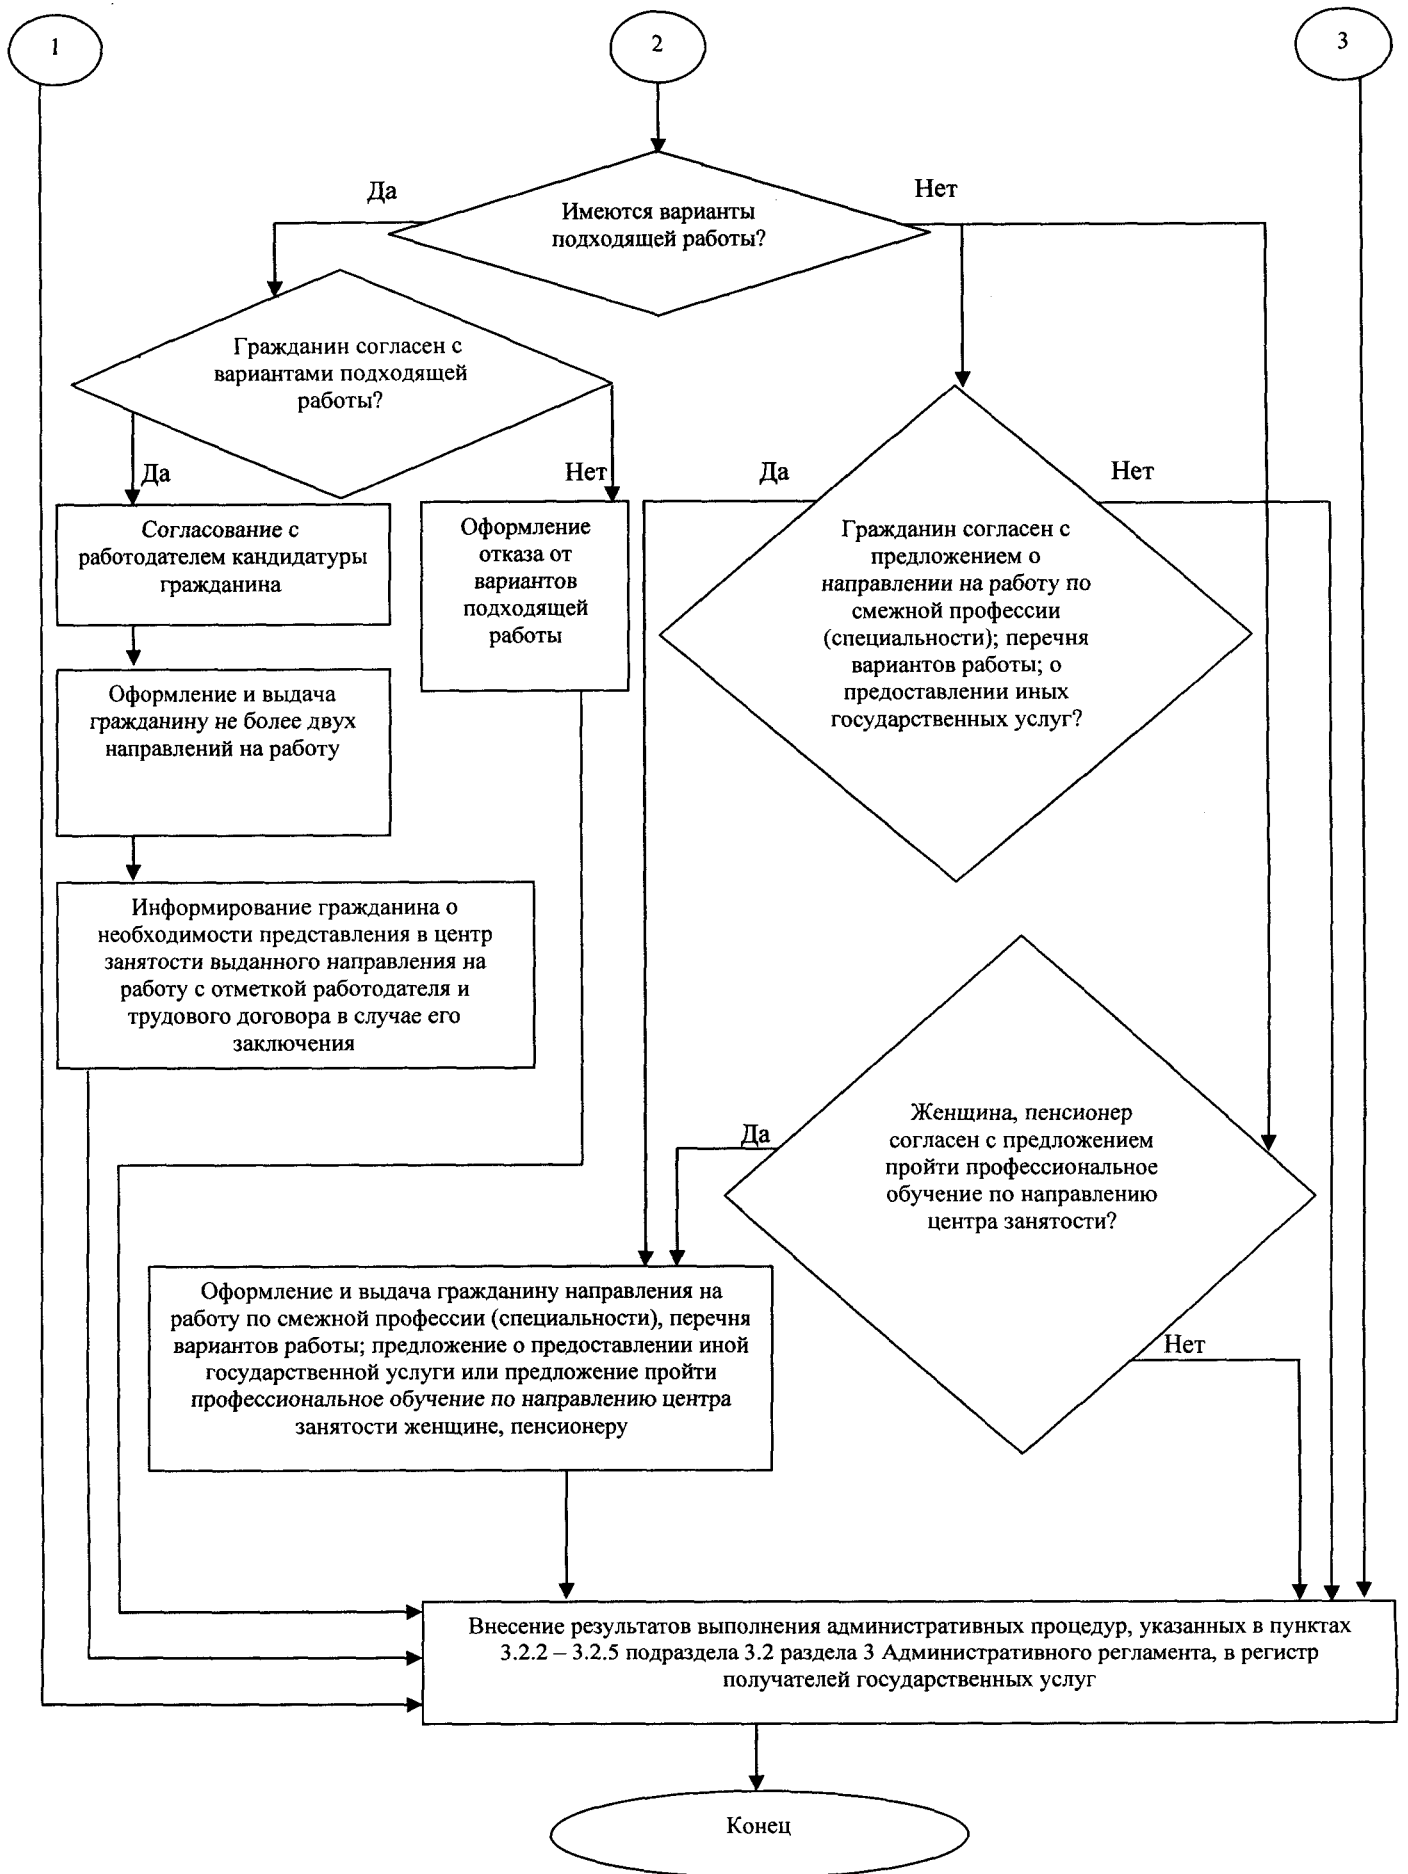 1
2
3
Да
Нет
Имеются варианты
подходящей работы?
Гражданин согласен с
вариантами подходящей
работы?
Да
Нет
Да
Нет
Согласование с
работодателем кандидатуры
гражданина
Оформление
отказа от
вариантов
подходящей
работы
Гражданин согласен с
предложением о
направлении на работу по
смежной профессии
(специальности); перечня
вариантов работы; о
предоставлении иных
государственных услуг?
Оформление и выдача
гражданину не более двух
направлений на работу
Информирование гражданина о
необходимости представления в центр
занятости выданного направления на
работу с отметкой работодателя и
трудового договора в случае его
заключения
Женщина, пенсионер
согласен с предложением
пройти профессиональное
обучение по направлению
центра занятости?
Да
Нет
Оформление и выдача гражданину направления на
работу по смежной профессии (специальности), перечня
вариантов работы; предложение о предоставлении иной
государственной услуги или предложение пройти
профессиональное обучение по направлению центра
занятости женщине, пенсионеру
Внесение результатов выполнения административных процедур, указанных в пунктах
3.2.2 – 3.2.5 подраздела 3.2 раздела 3 Административного регламента, в регистр
получателей государственных услуг
Конец